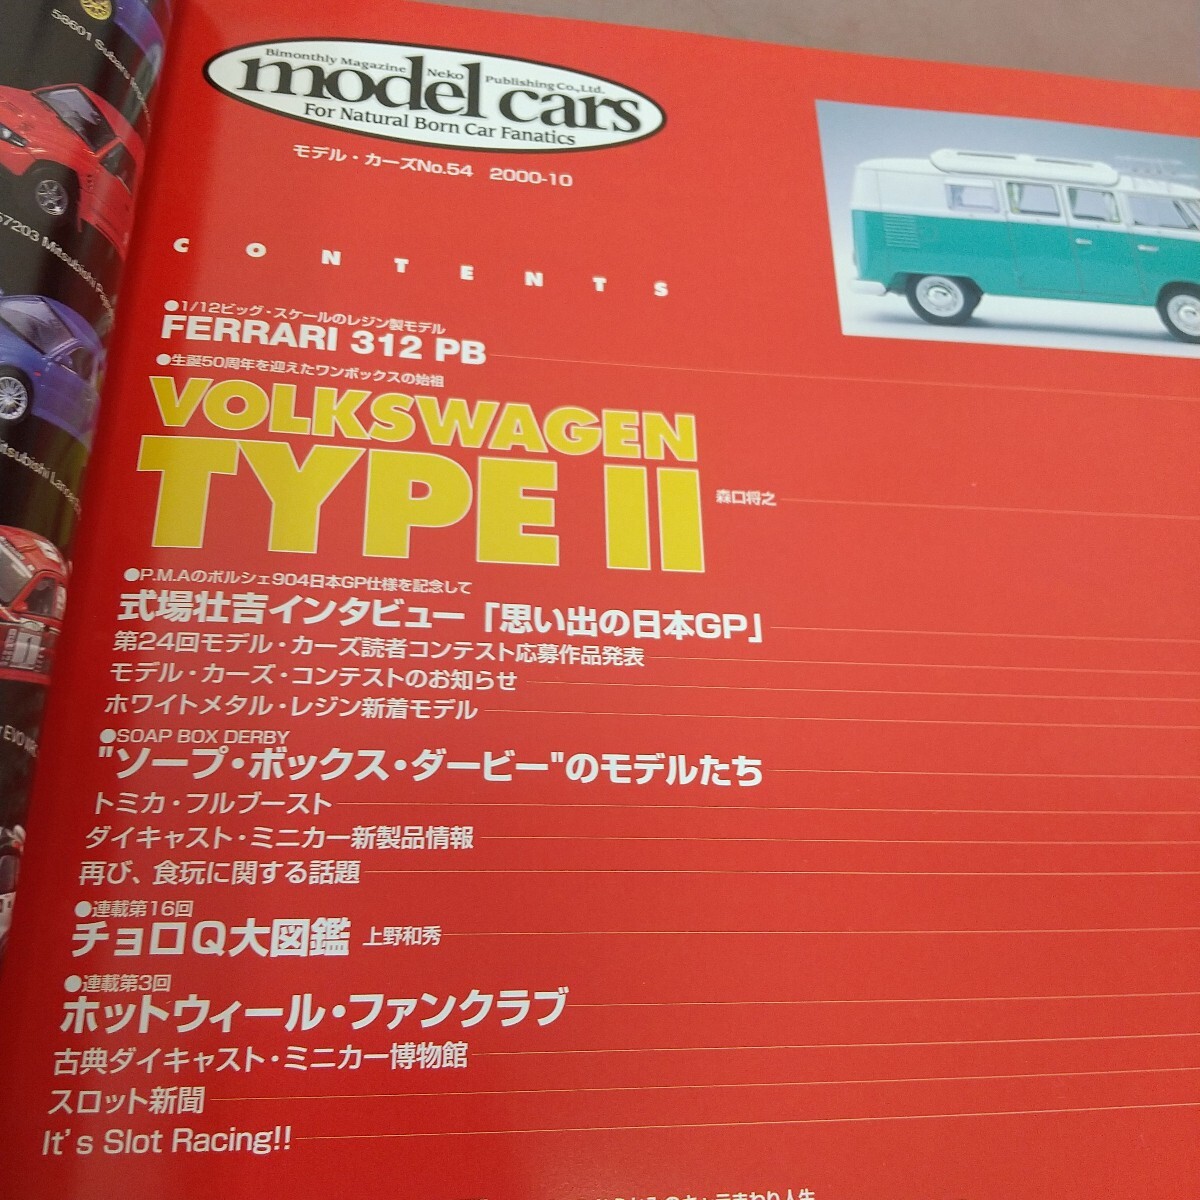 58601 Subaru
57203 Mitsubishi
Mitsubishi Lancer
Bimonthly Magazine Neko Publishing Co.,Ltd.
model cars
For Natural Born Car Fanatics
モデル・カーズNo.54 2000-10
CONTENTS
●1/12ビッグ・スケールのレジン製モデル
FERRARI 312 PB
●生誕50周年を迎えたワンボックスの始祖
VOLKSWAGEN
TYPE II 森口将之
●P.M.Aのポルシェ904日本GP仕様を記念して
式場壮吉インタビュー「思い出の日本GP」
第24回モデル・カーズ読者コンテスト応募作品発表
モデル・カーズ・コンテストのお知らせ
ホワイトメタル・レジン新着モデル
●SOAP BOX DERBY
"ソープ・ボックス・ダービー"のモデルたち
トミカ・フルブースト
ダイキャスト・ミニカー新製品情報
再び、食玩に関する話題
●連載第16回
チョロQ大図鑑 上野和秀
●連載第3回
ホットウィール・ファンクラブ
古典ダイキャスト・ミニカー博物館
スロット新聞
It's Slot Racing!!